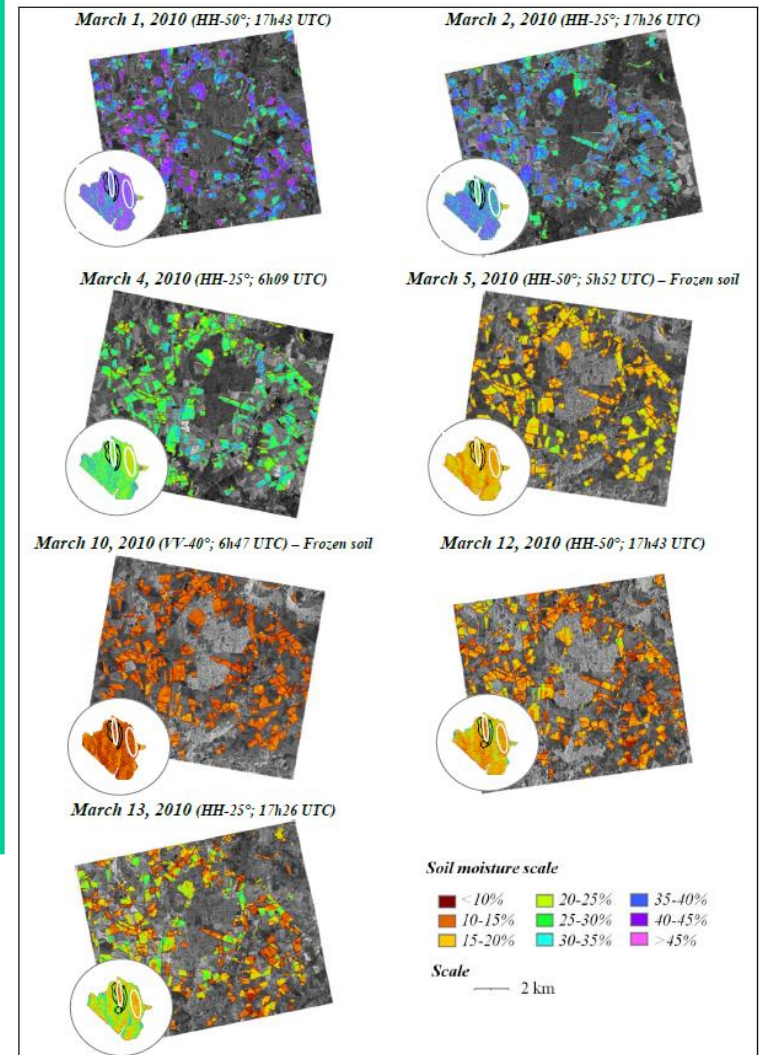 March 1, 2010 (HH-50°; 17h43 UTC)
March 2, 2010 (HH-25°; 17h26 UTC)
March 4, 2010 (HH-25°; 6h09 UTC)
March 5, 2010 (HH-50°; 5h52 UTC) – Frozen soil
March 10, 2010 (VV-40°; 6h47 UTC) – Frozen soil
March 12, 2010 (HH-50°; 17h43 UTC)
March 13, 2010 (HH-25°; 17h26 UTC)
Soil moisture scale
<10% 20-25% 35-40%
10-15% 25-30% 40-45%
15-20% 30-35% >45%
Scale
2 km